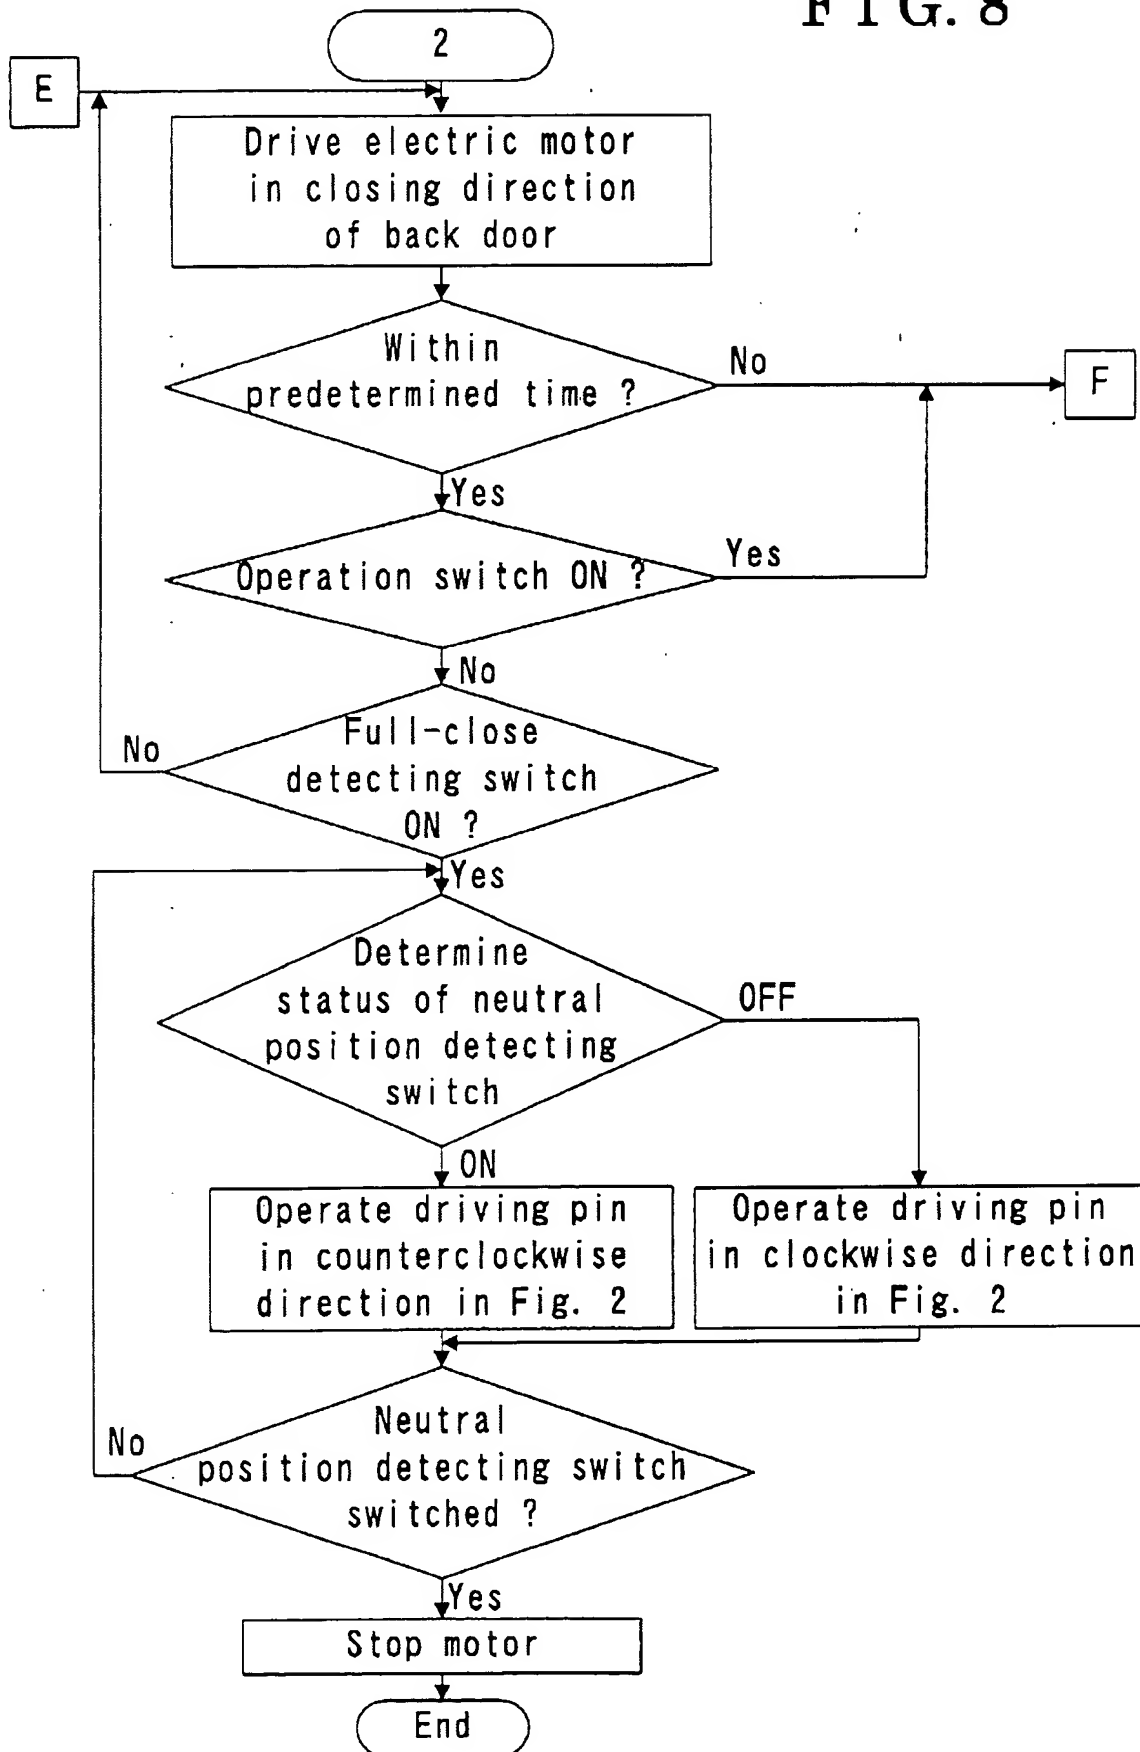 FIG. 8
2
E
Drive electric motor
in closing direction
of back door
Within
predetermined time ?
No
F
Yes
Operation switch ON ?
Yes
No
Full-close
detecting switch
ON ?
No
Yes
Determine
status of neutral
position detecting
switch
OFF
ON
Operate driving pin
in counterclockwise
direction in Fig. 2
Operate driving pin
in clockwise direction
in Fig. 2
Neutral
position detecting switch
switched ?
No
Yes
Stop motor
End